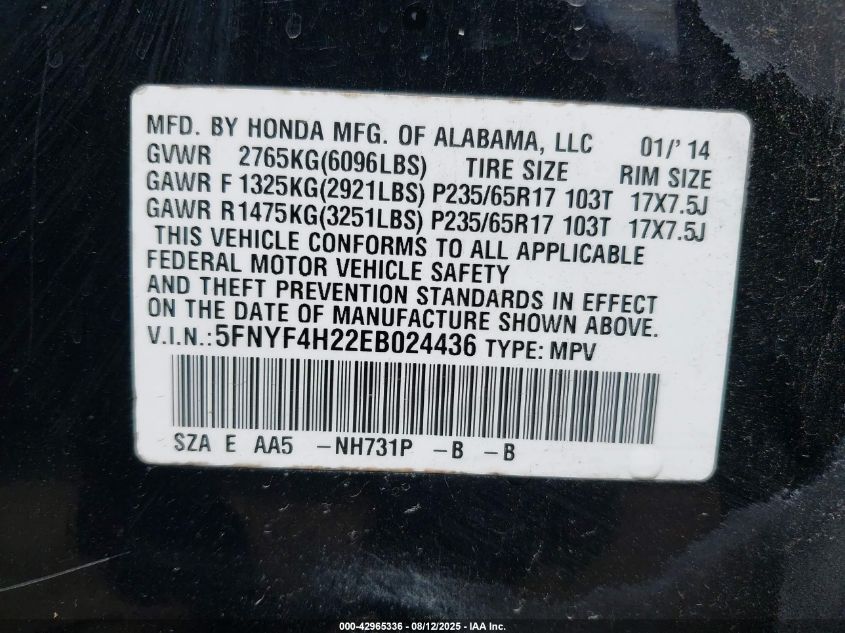 MFD. BY HONDA MFG. OF ALABAMA, LLC 01/' 14
GVWR 2765KG(6096LBS) TIRE SIZE RIM SIZE
GAWR F 1325KG(2921LBS) P235/65R17 103T 17X7.5J
GAWR R 1475KG(3251LBS) P235/65R17 103T 17X7.5J
THIS VEHICLE CONFORMS TO ALL APPLICABLE
FEDERAL MOTOR VEHICLE SAFETY
AND THEFT PREVENTION STANDARDS IN EFFECT
ON THE DATE OF MANUFACTURE SHOWN ABOVE.
V.I.N.: 5FNYF4H22EB024436 TYPE: MPV
SZA E AA5 -NH731P -B -B
000-42965336 - 08/12/2025 - IAA Inc.